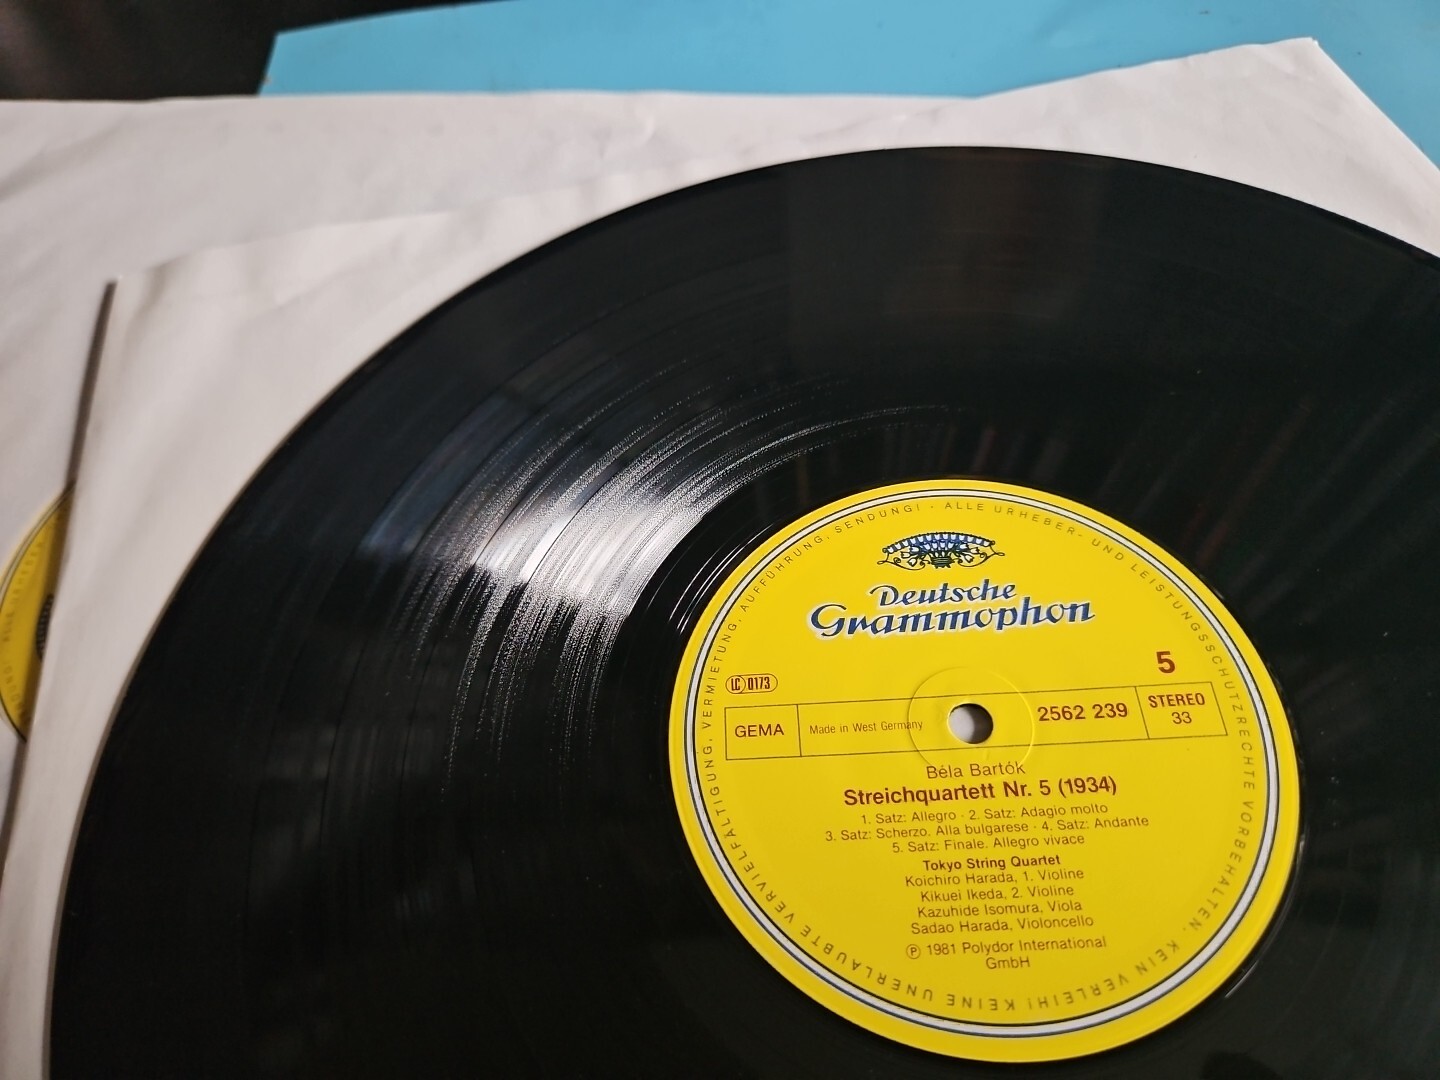 ALLE URHEBER- UND LEISTUNGSSCHUTZRECHTE VORBEHALTEN. KEIN VERLEIH! KEINE UNERLAUBTE VERVIELFÄLTIGUNG, VERMIETUNG, AUFFÜHRUNG, SENDUNG! ·
Deutsche
Grammophon
5
LC 0173
GEMA
Made in West Germany
2562 239
STEREO
33
Béla Bartók
Streichquartett Nr. 5 (1934)
1. Satz: Allegro · 2. Satz: Adagio molto
3. Satz: Scherzo. Alla bulgarese · 4. Satz: Andante
5. Satz: Finale. Allegro vivace
Tokyo String Quartet
Koichiro Harada, 1. Violine
Kikuei Ikeda, 2. Violine
Kazuhide Isomura, Viola
Sadao Harada, Violoncello
℗ 1981 Polydor International
GmbH